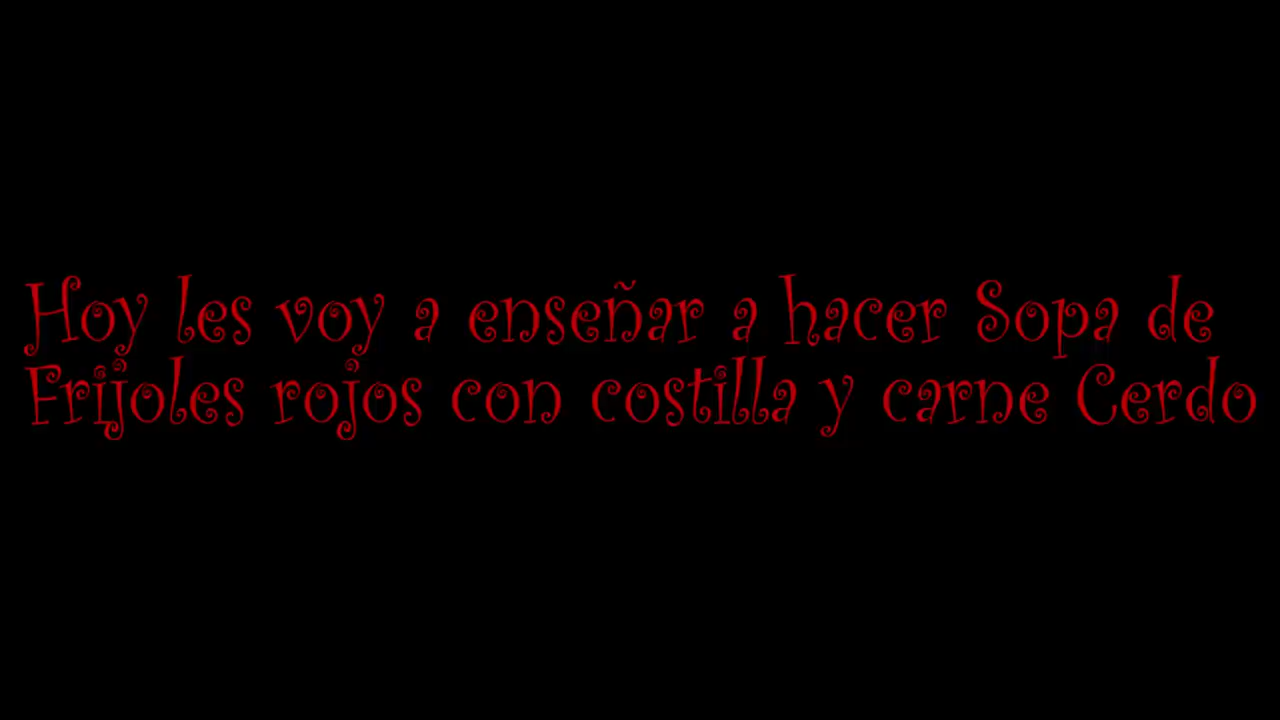 Hoy les voy a enseñar a hacer Sopa de
Frijoles rojos con costilla y carne Cerdo